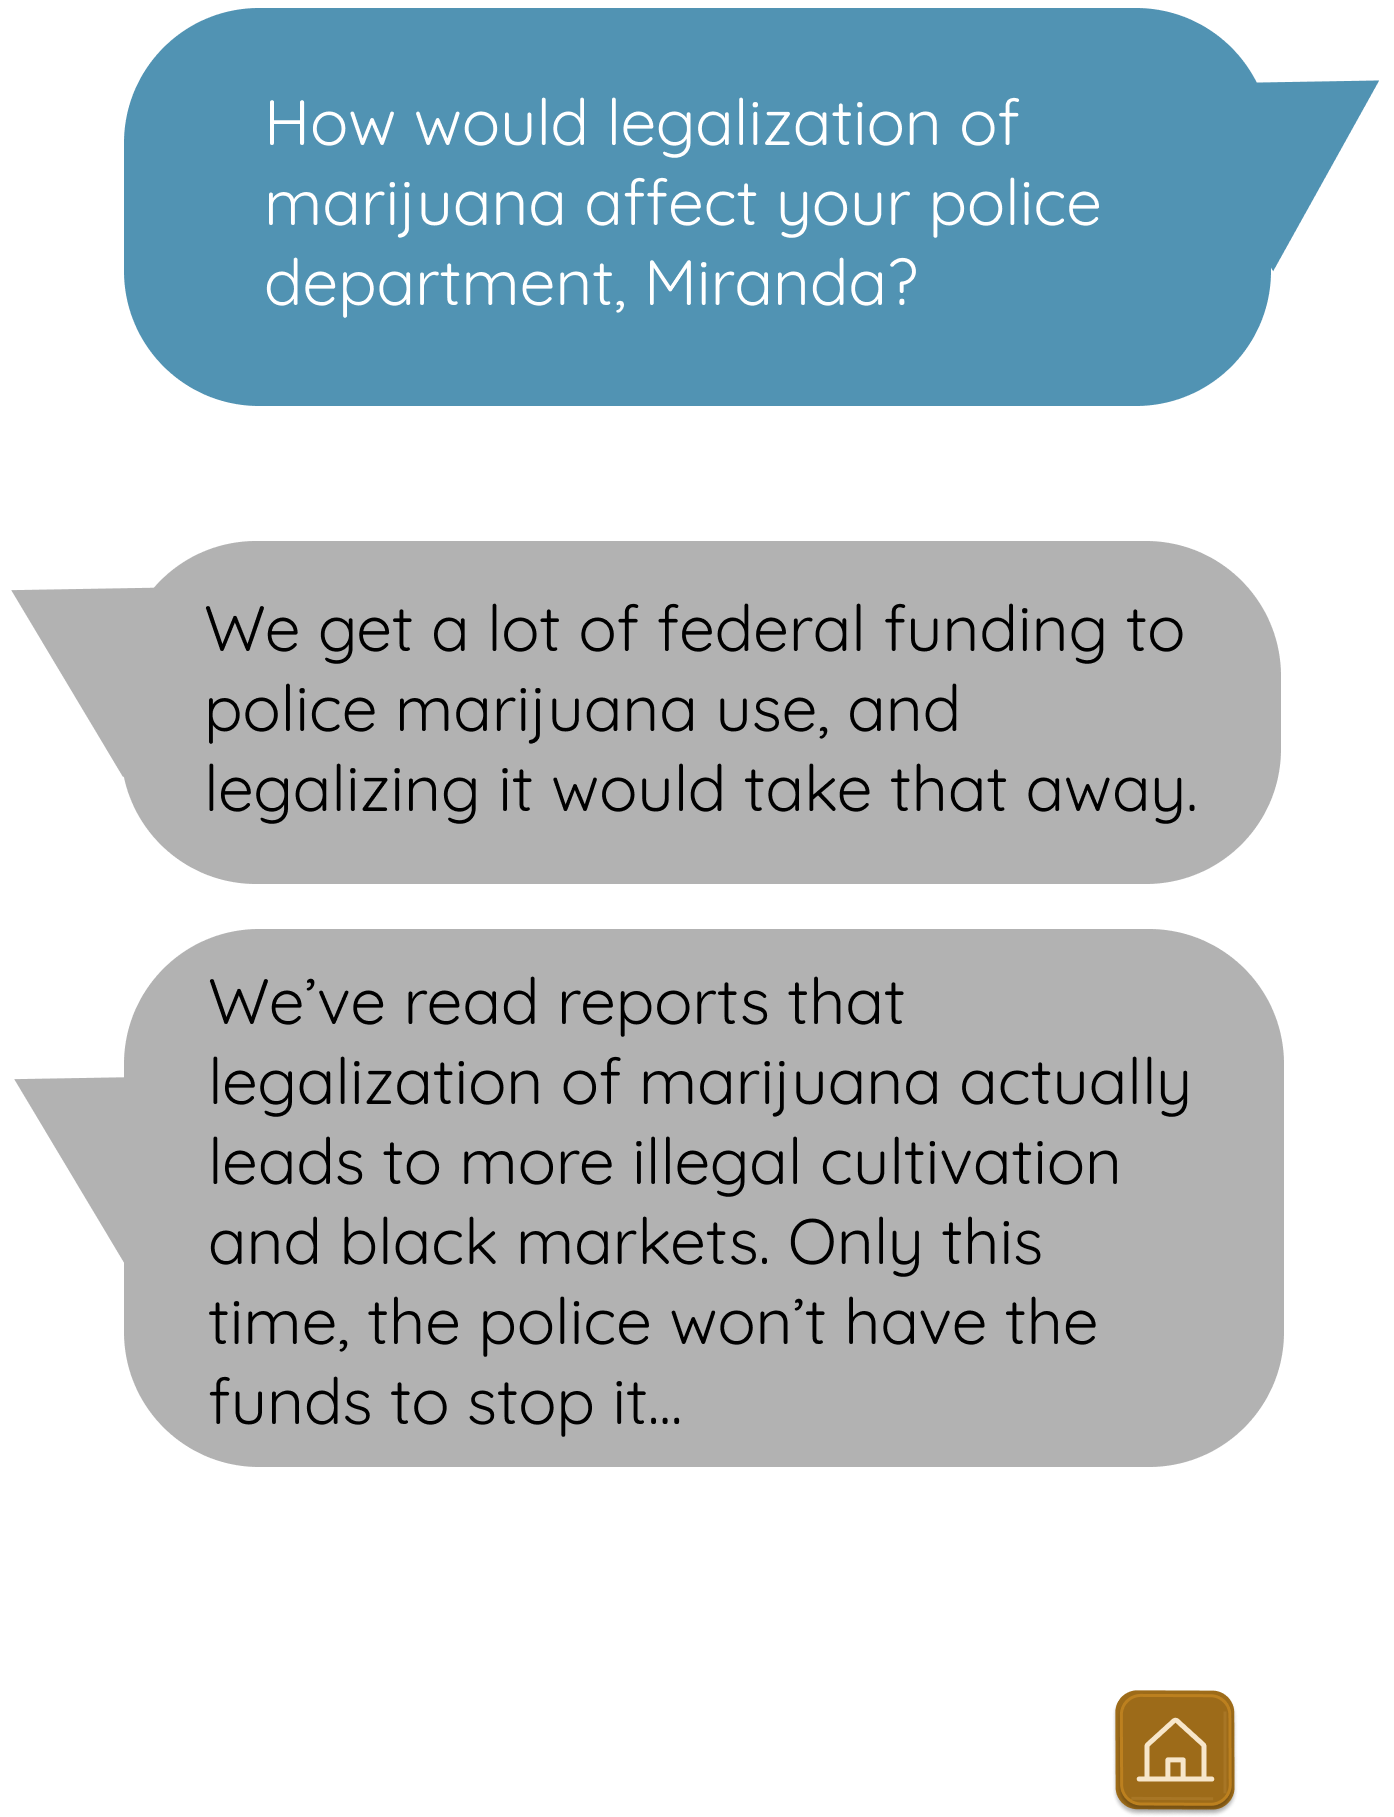 How would legalization of
marijuana affect your police
department, Miranda?
We get a lot of federal funding to
police marijuana use, and
legalizing it would take that away.
We’ve read reports that
legalization of marijuana actually
leads to more illegal cultivation
and black markets. Only this
time, the police won’t have the
funds to stop it...